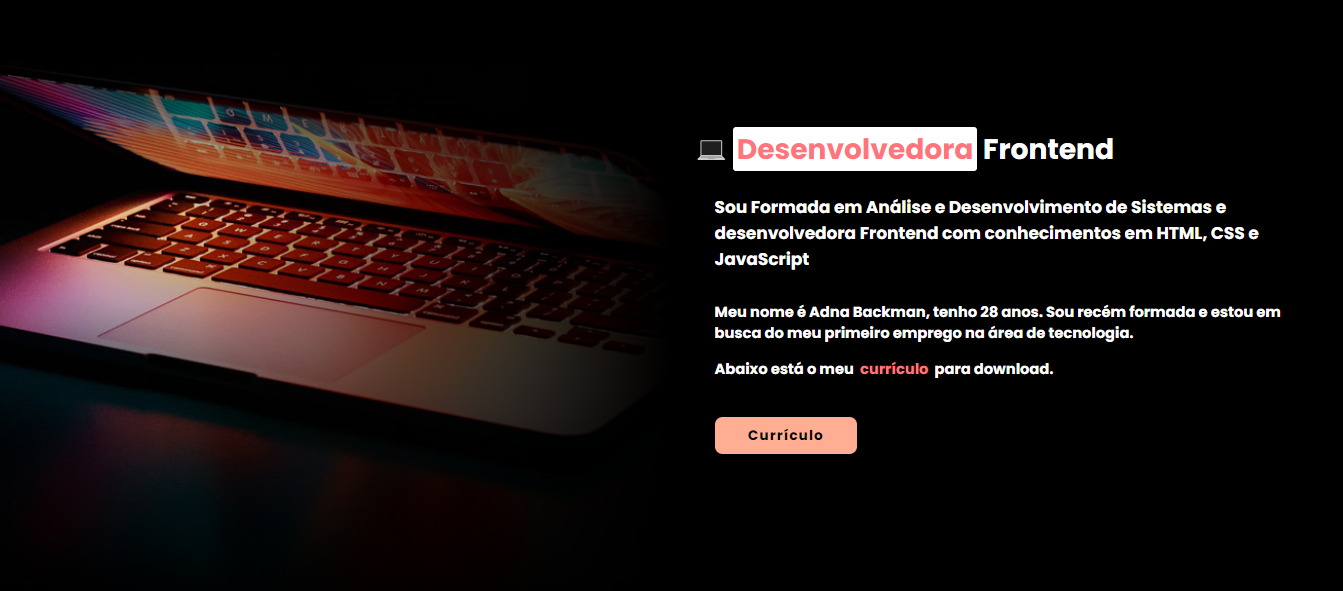 💻 Desenvolvedora Frontend
Sou Formada em Análise e Desenvolvimento de Sistemas e
desenvolvedora Frontend com conhecimentos em HTML, CSS e
JavaScript
Meu nome é Adna Backman, tenho 28 anos. Sou recém formada e estou em
busca do meu primeiro emprego na área de tecnologia.
Abaixo está o meu currículo para download.
Currículo